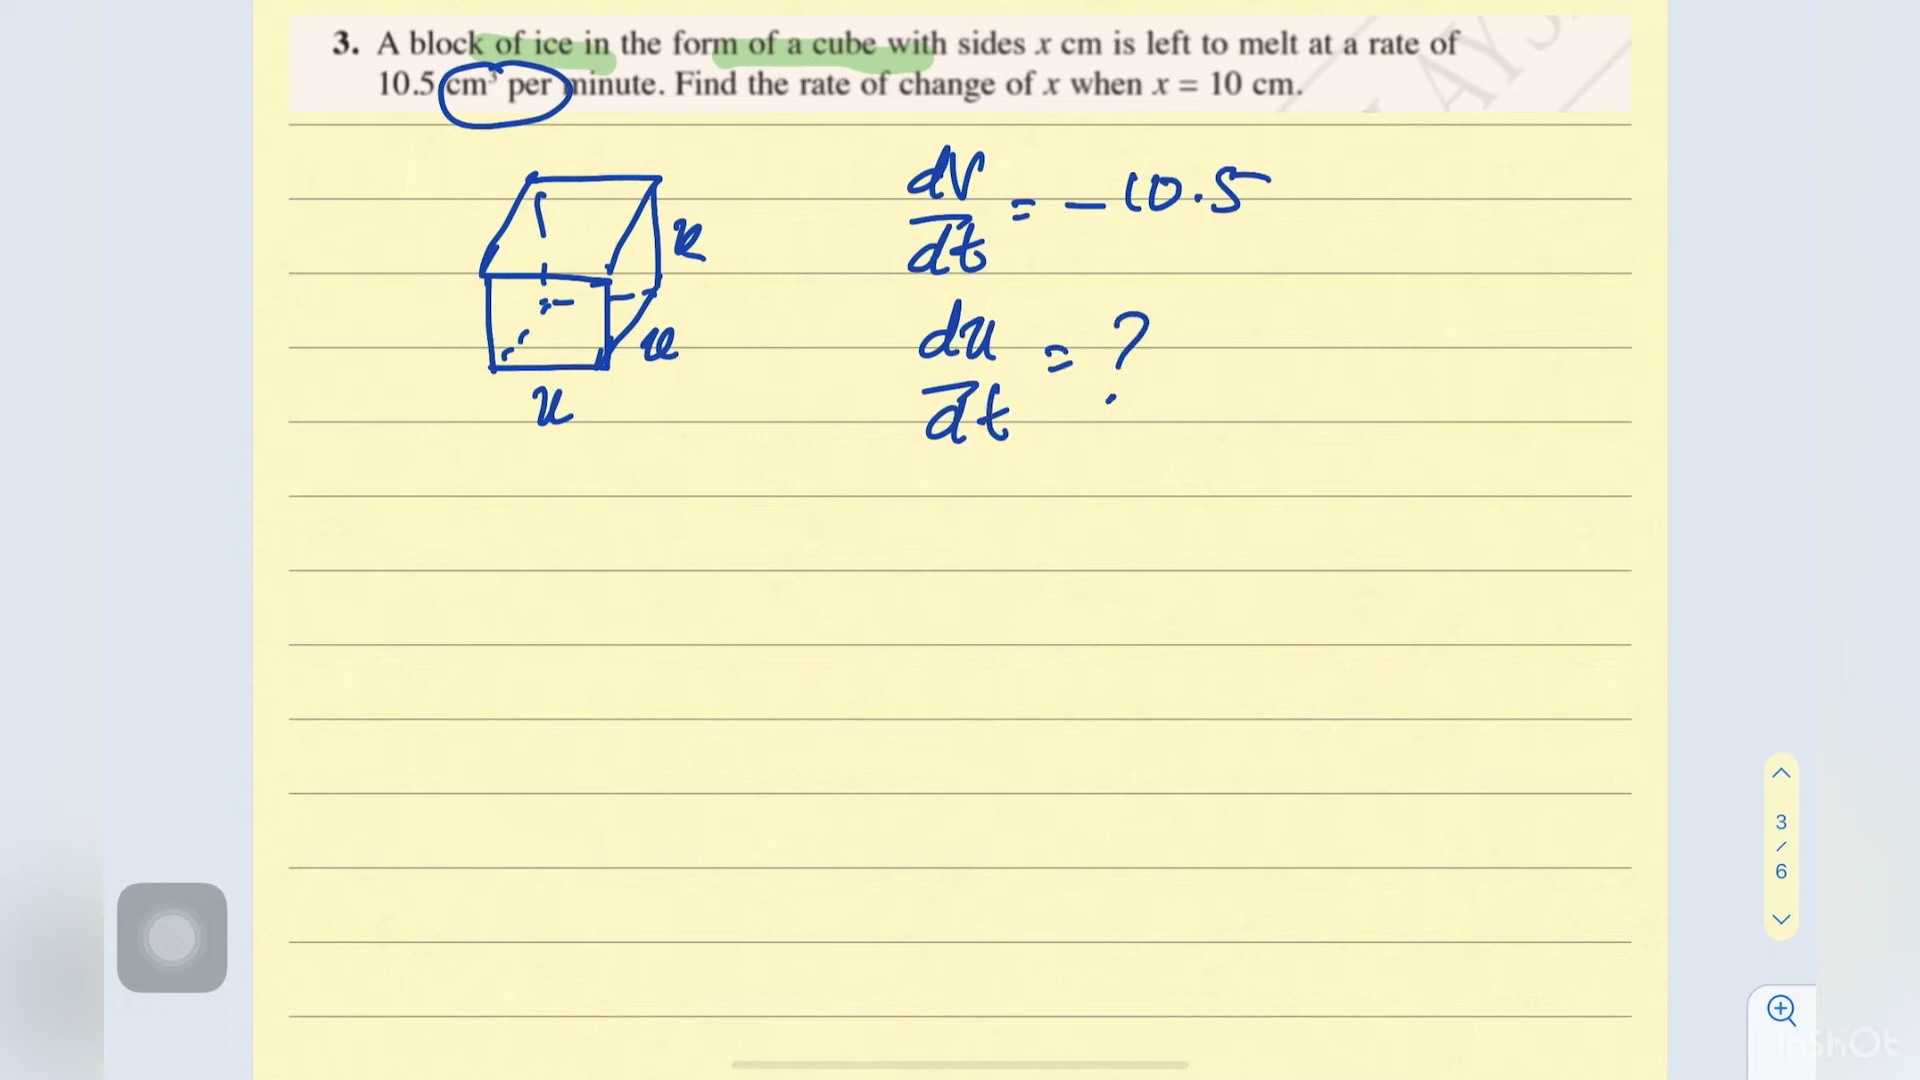 3. A block of ice in the form of a cube with sides x cm is left to melt at a rate of
10.5 cm³ per minute. Find the rate of change of x when x = 10 cm.
dV/dt = -10.5
x
x
dx/dt = ?
x
3
/
6
InShOt